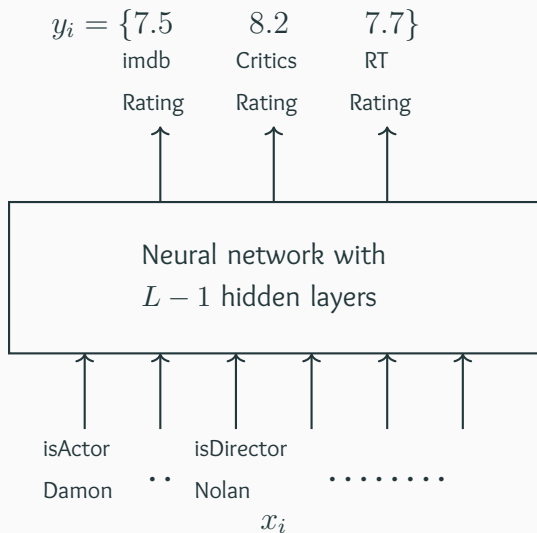 y_i = {7.5 8.2 7.7}
imdb Critics RT
Rating Rating Rating
Neural network with
L − 1 hidden layers
isActor isDirector
Damon . . Nolan . . . . . . . .
x_i